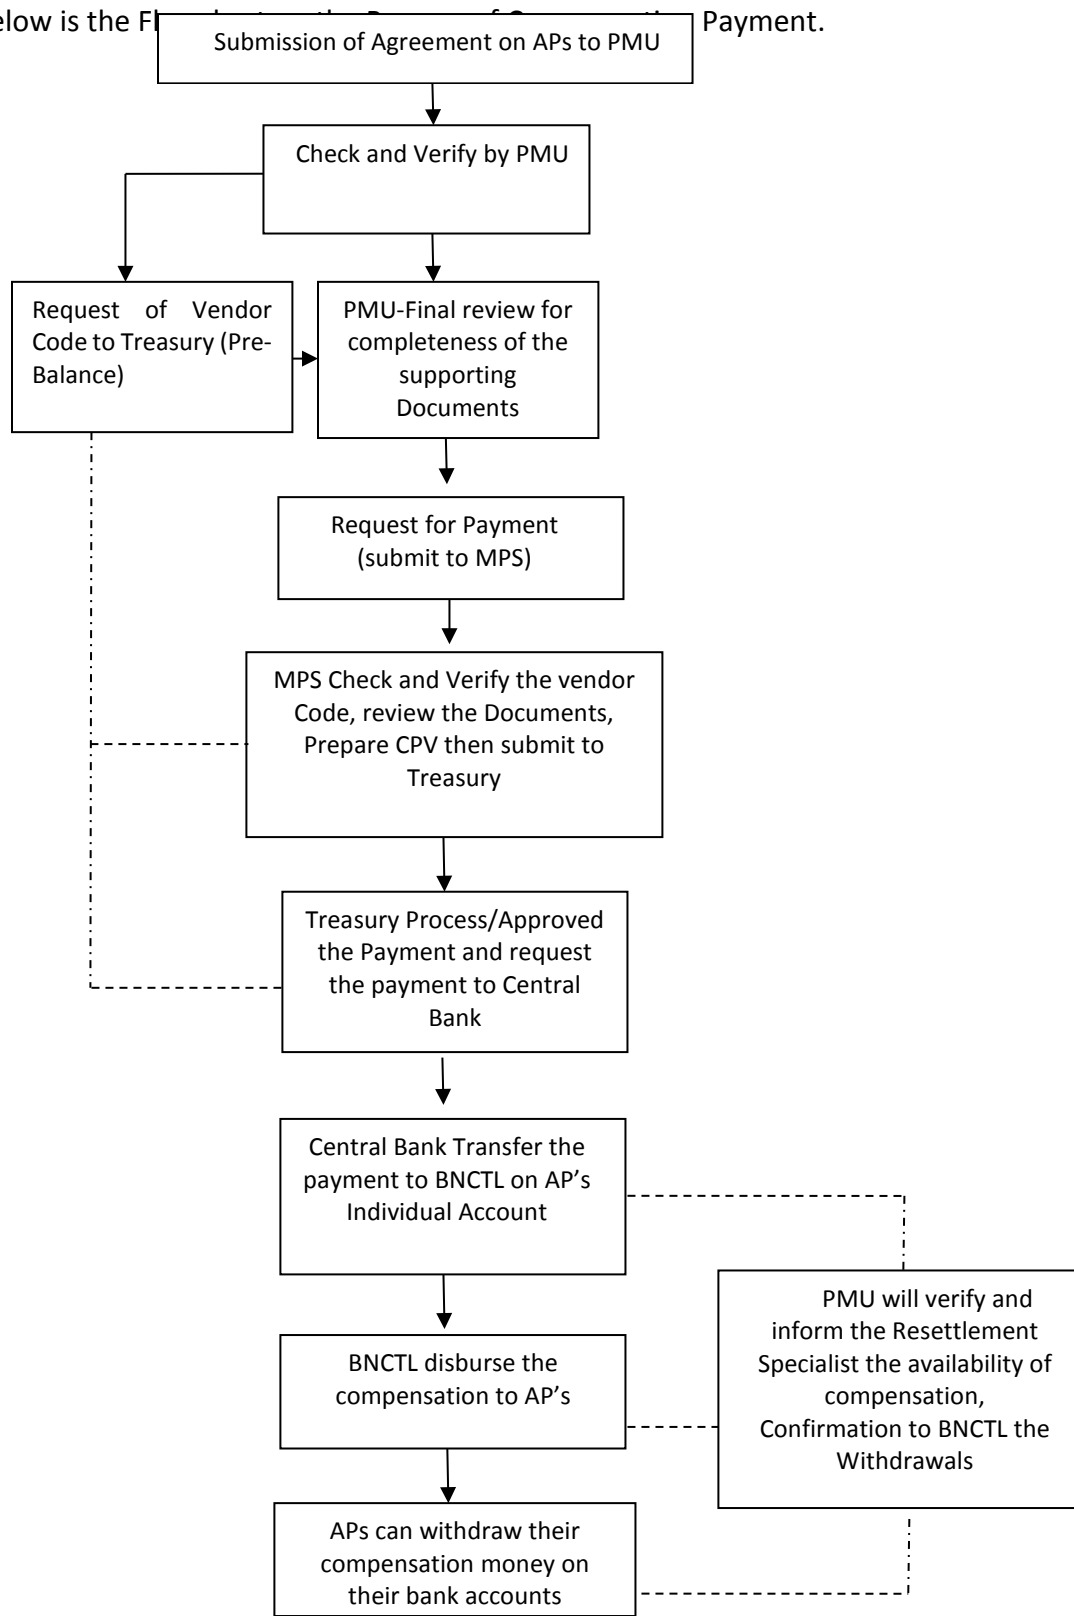 elow is the Fl Payment.
Submission of Agreement on APs to PMU
Check and Verify by PMU
Request of Vendor
Code to Treasury (Pre-
Balance)
PMU-Final review for
completeness of the
supporting
Documents
Request for Payment
(submit to MPS)
MPS Check and Verify the vendor
Code, review the Documents,
Prepare CPV then submit to
Treasury
Treasury Process/Approved
the Payment and request
the payment to Central
Bank
Central Bank Transfer the
payment to BNCTL on AP’s
Individual Account
BNCTL disburse the
compensation to AP’s
PMU will verify and
inform the Resettlement
Specialist the availability of
compensation,
Confirmation to BNCTL the
Withdrawals
APs can withdraw their
compensation money on
their bank accounts